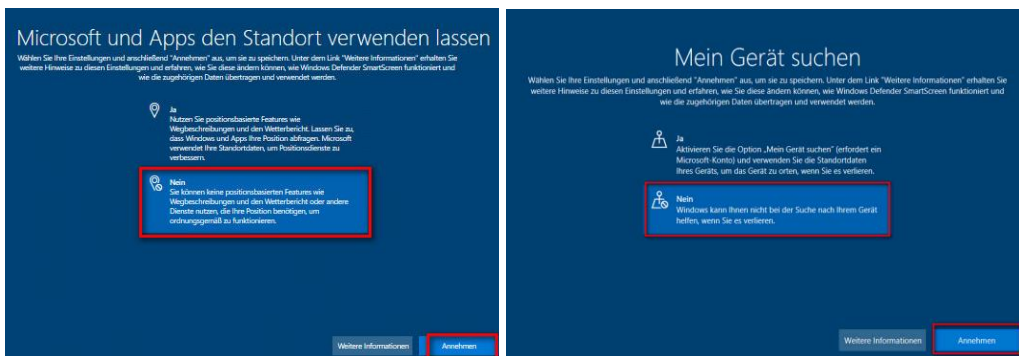 Microsoft und Apps den Standort verwenden lassen
Wählen Sie Ihre Einstellungen und anschließend "Annehmen" aus, um sie zu speichern. Unter dem Link "Weitere Informationen" erhalten Sie
weitere Hinweise zu diesen Einstellungen und erfahren, wie Sie diese ändern können, wie Windows Defender SmartScreen funktioniert und
wie die zugehörigen Daten übertragen und verwendet werden.
Ja
Nutzen Sie positionsbasierte Features wie
Wegbeschreibungen und den Wetterbericht. Lassen Sie zu,
dass Windows und Apps Ihre Position abfragen. Microsoft
verwendet Ihre Standortdaten, um Positionsdienste zu
verbessern.
Nein
Sie können keine positionsbasierten Features wie
Wegbeschreibungen und den Wetterbericht oder andere
Dienste nutzen, die Ihre Position benötigen, um
ordnungsgemäß zu funktionieren.
Weitere Informationen
Annehmen
Mein Gerät suchen
Wählen Sie Ihre Einstellungen und anschließend "Annehmen" aus, um sie zu speichern. Unter dem Link "Weitere Informationen" erhalten Sie
weitere Hinweise zu diesen Einstellungen und erfahren, wie Sie diese ändern können, wie Windows Defender SmartScreen funktioniert und
wie die zugehörigen Daten übertragen und verwendet werden.
Ja
Aktivieren Sie die Option „Mein Gerät suchen" (erfordert ein
Microsoft-Konto) und verwenden Sie die Standortdaten
Ihres Geräts, um das Gerät zu orten, wenn Sie es verlieren.
Nein
Windows kann Ihnen nicht bei der Suche nach Ihrem Gerät
helfen, wenn Sie es verlieren.
Weitere Informationen
Annehmen